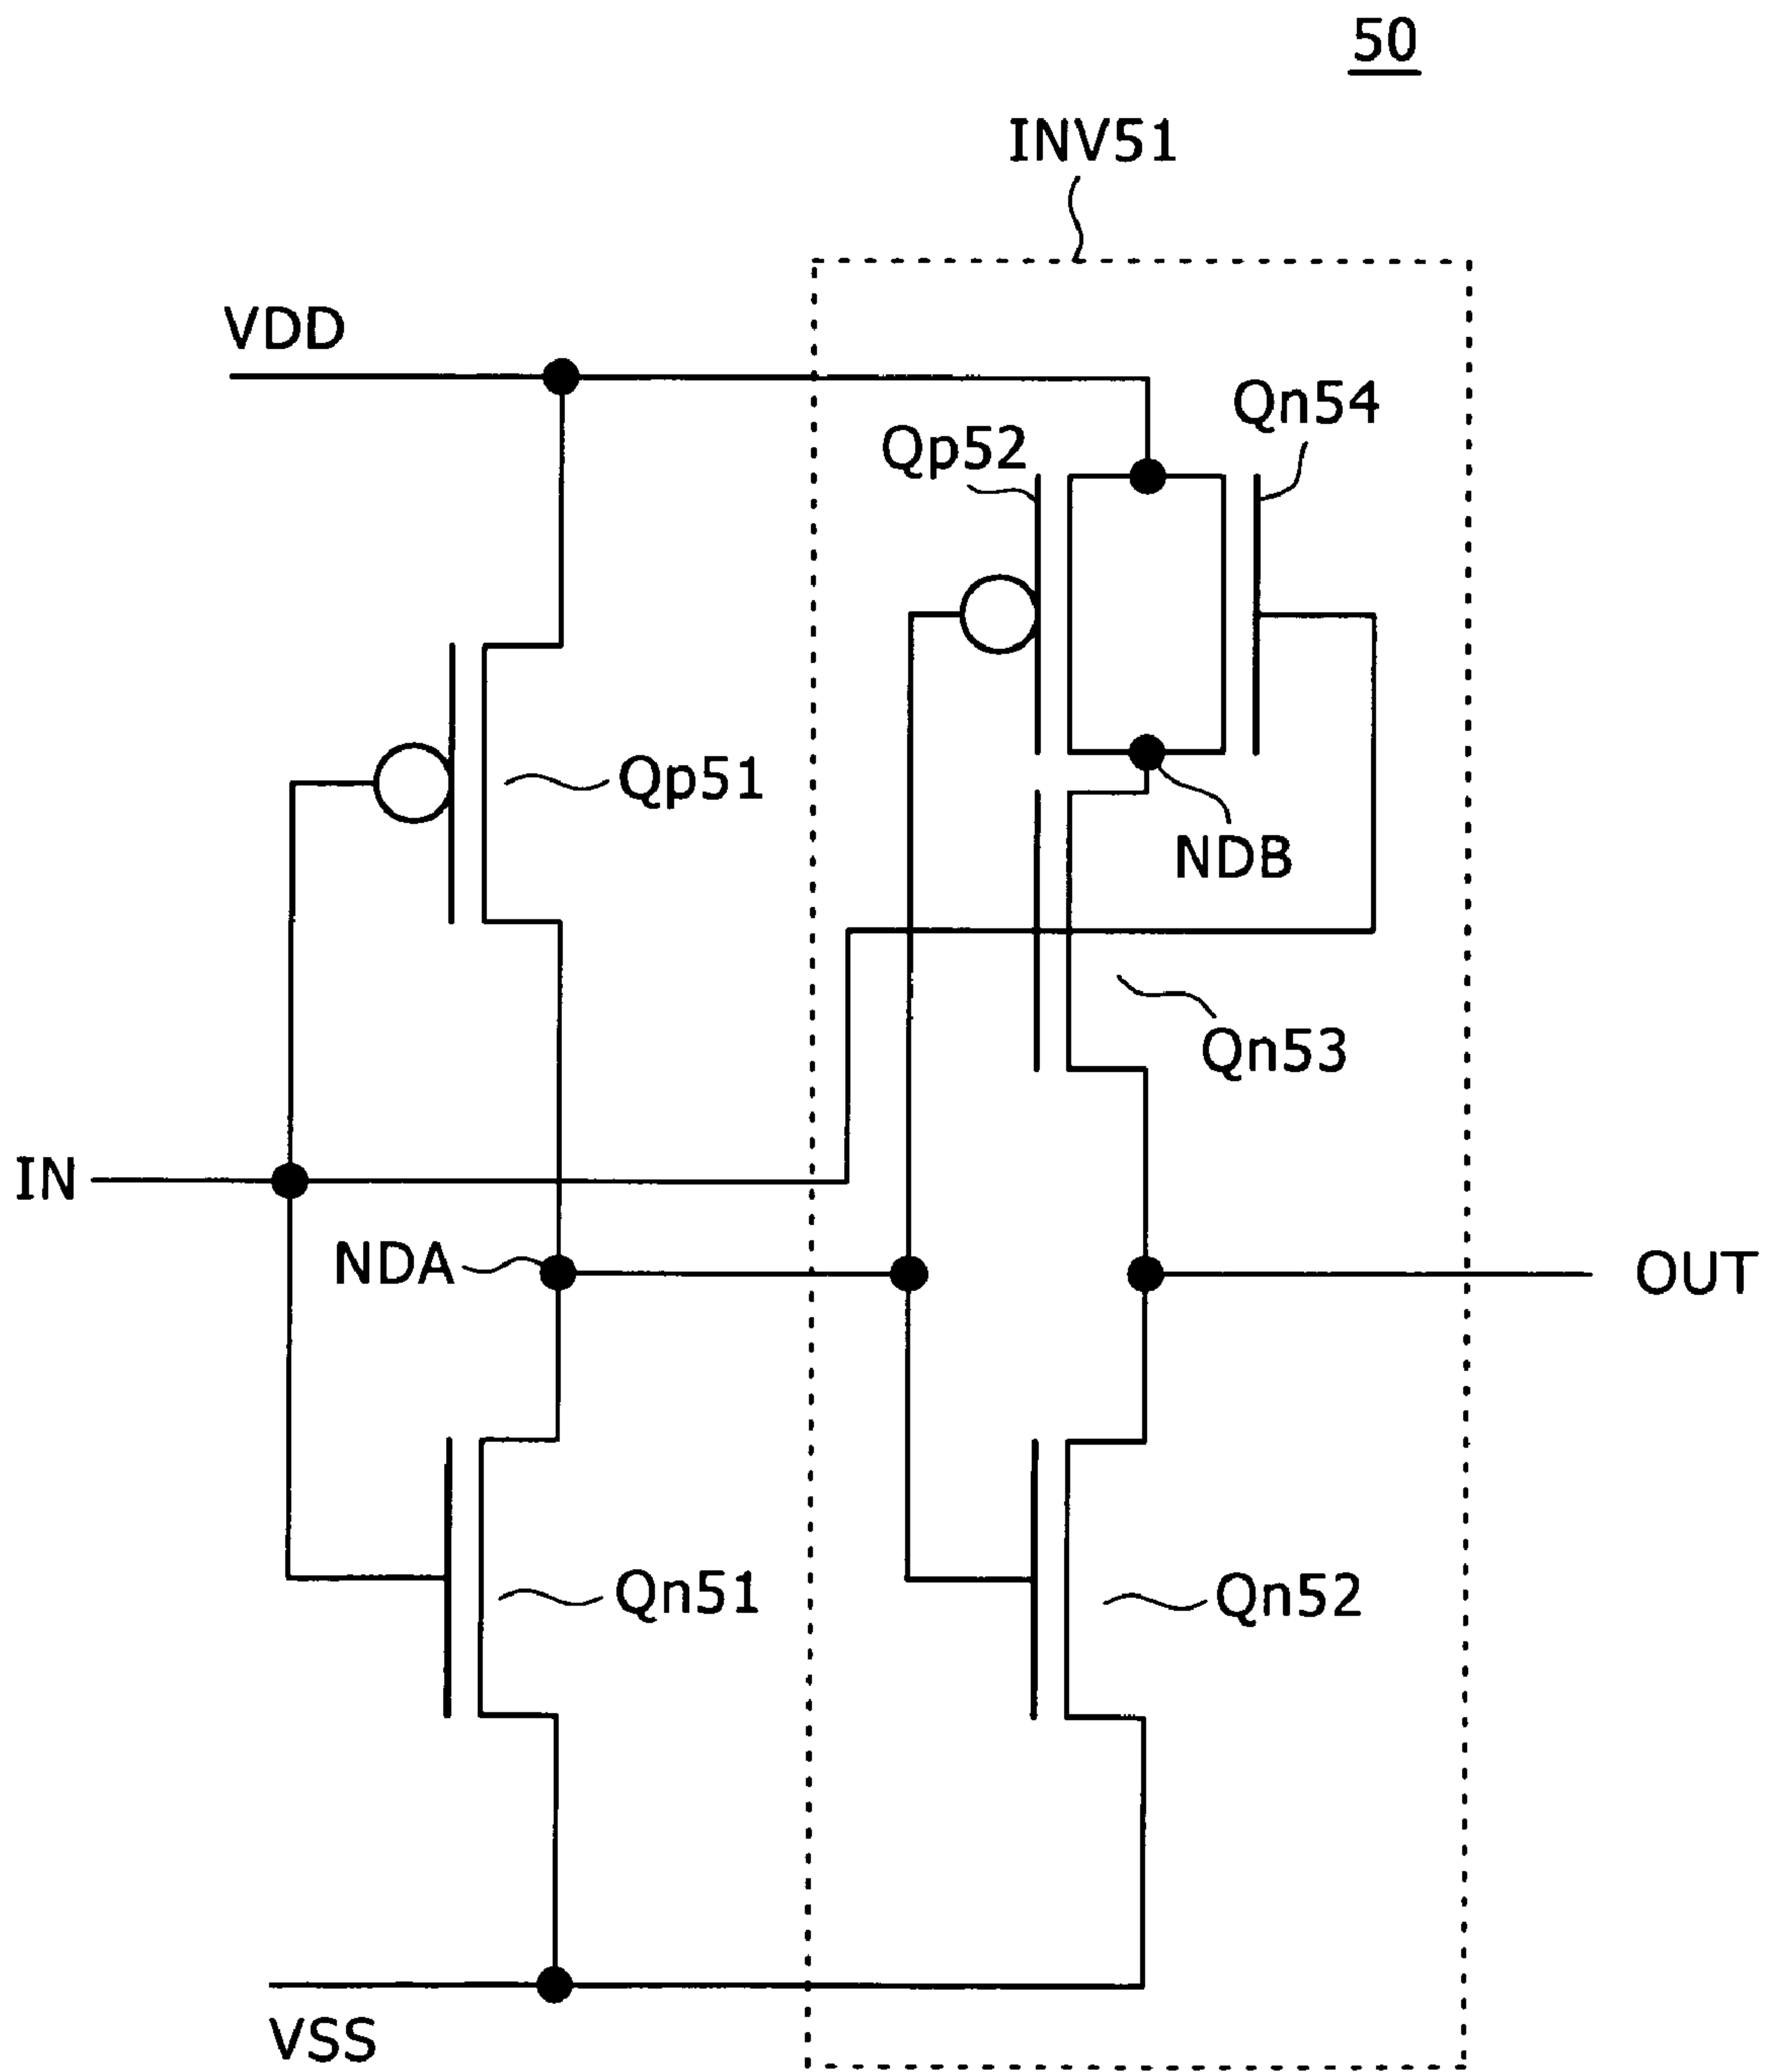 50
INV51
VDD
Qn54
Qp52
Qp51
NDB
Qn53
IN
NDA
OUT
Qn51
Qn52
VSS